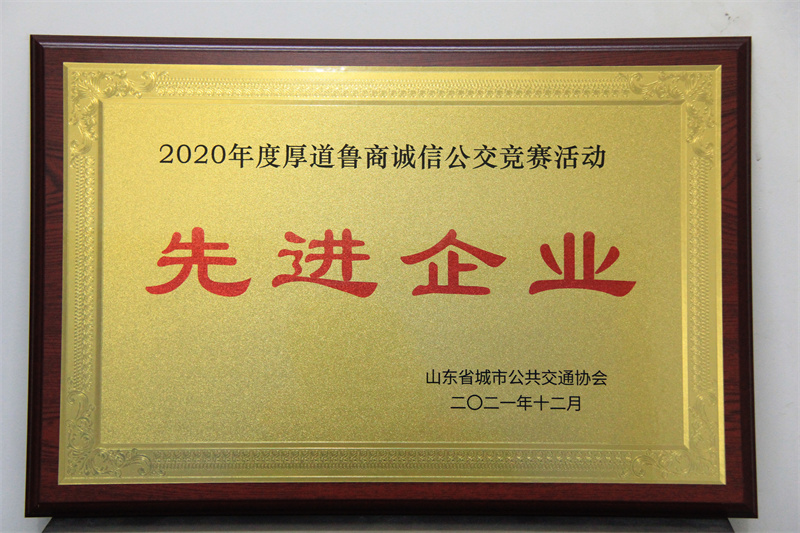 2020年度厚道鲁商诚信公交竞赛活动
先进企业
山东省城市公共交通协会
二〇二一年十二月